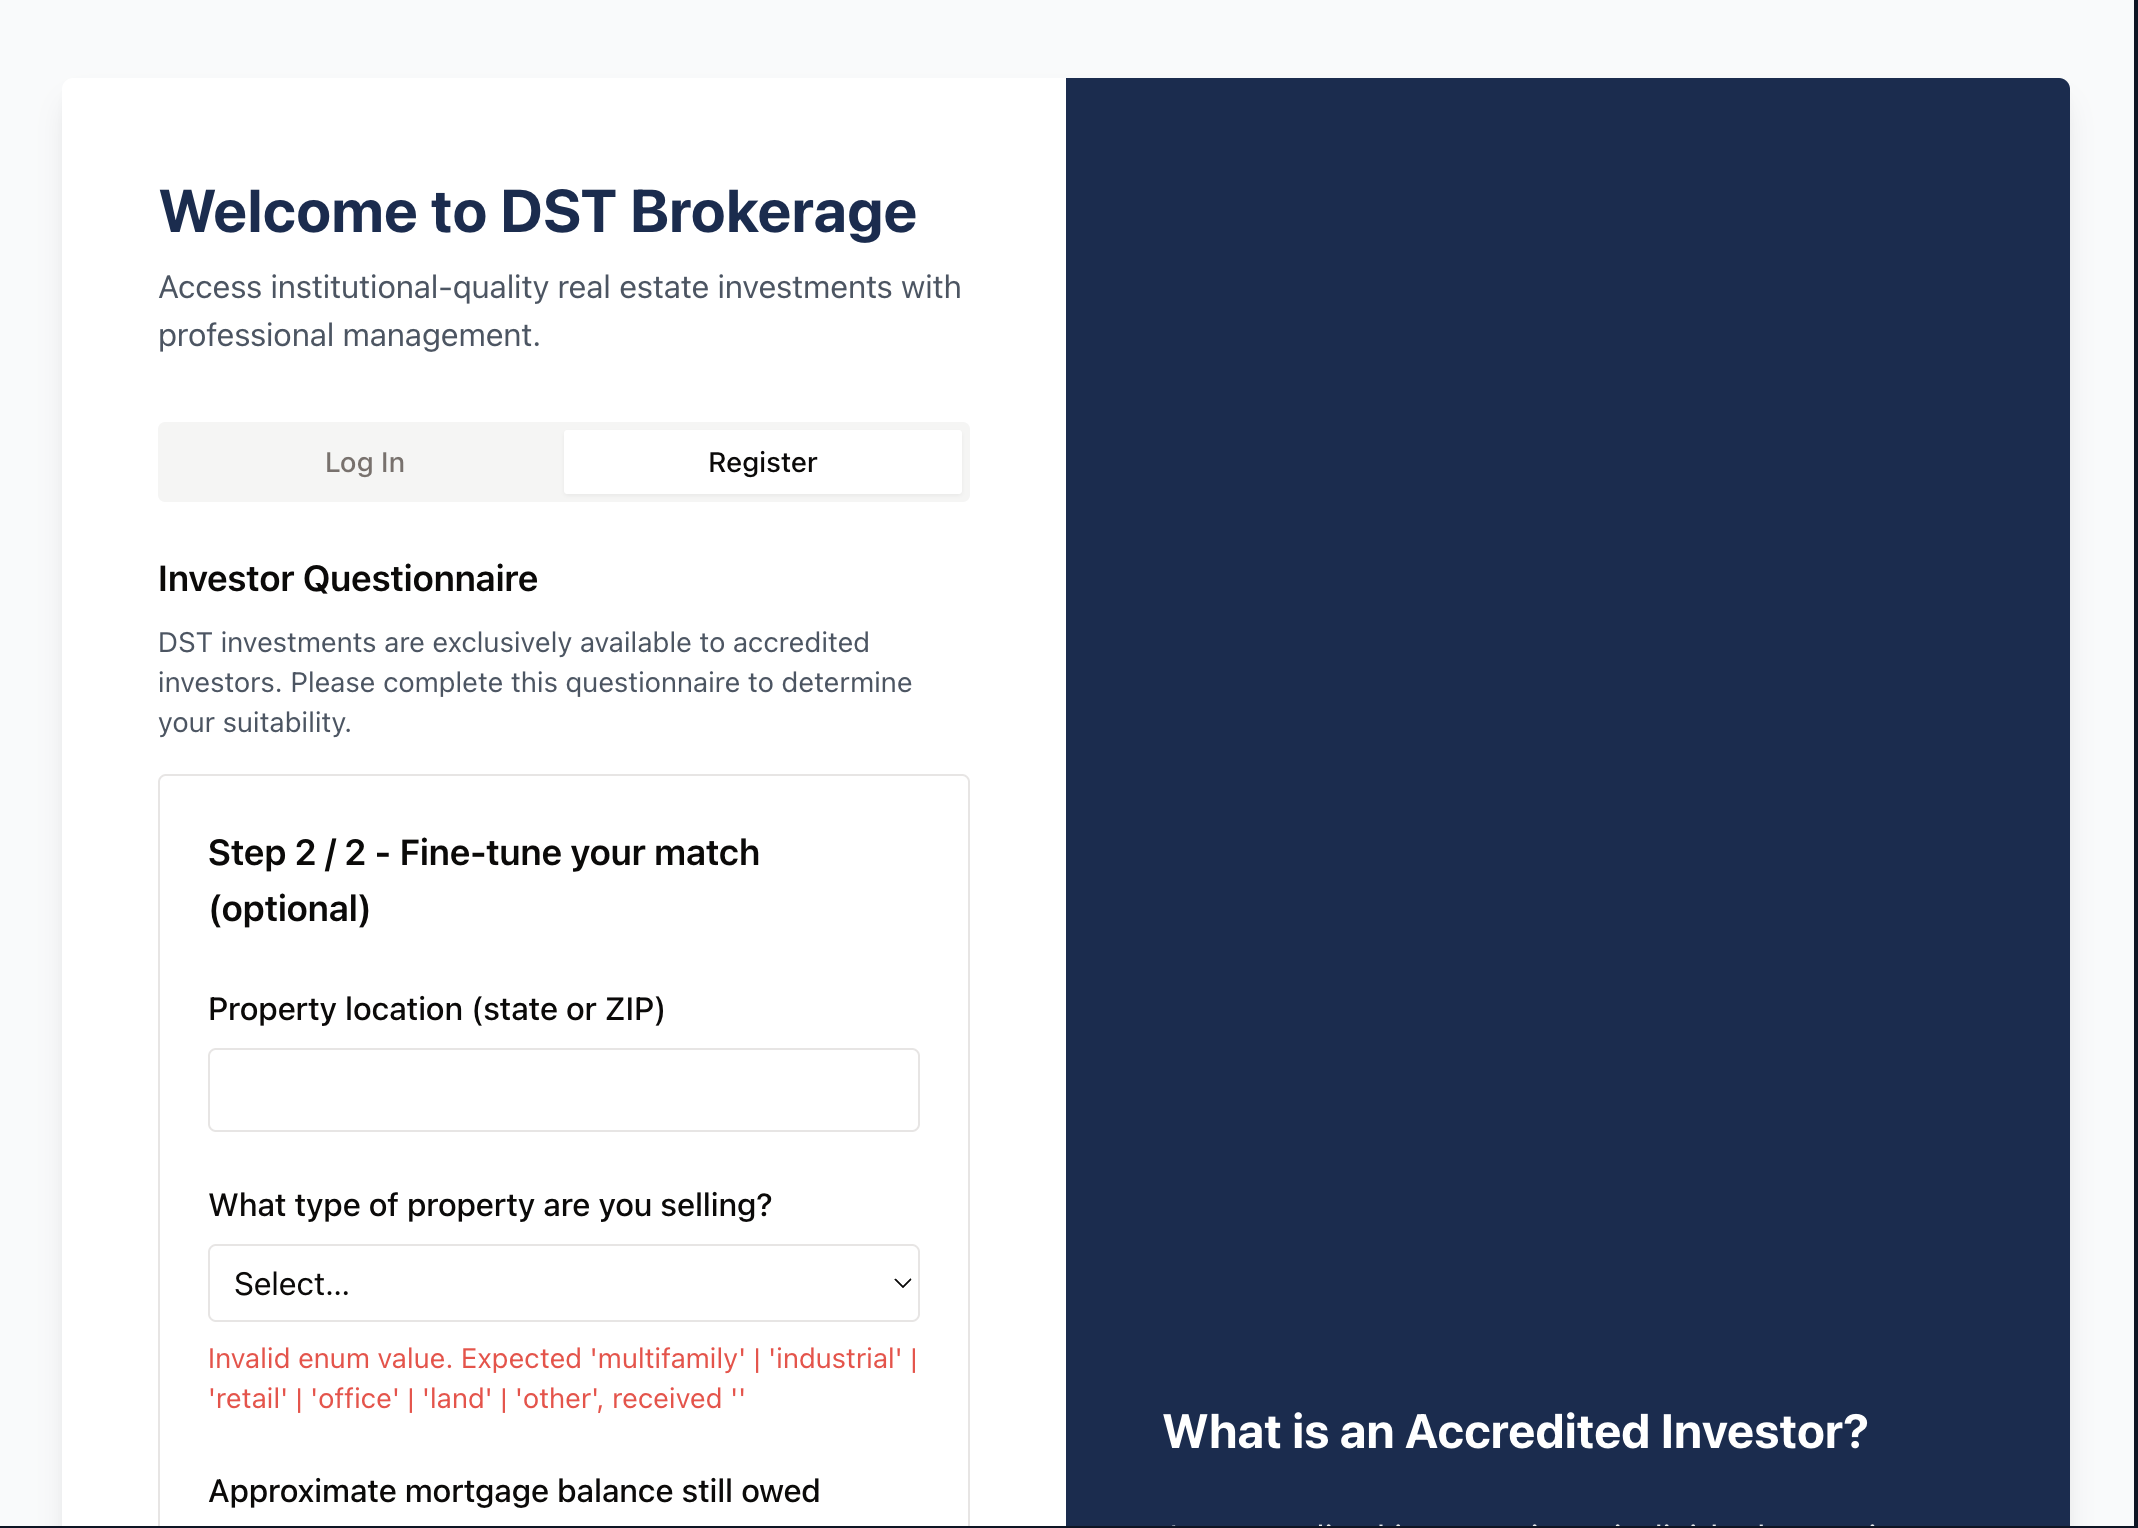 Welcome to DST Brokerage
Access institutional-quality real estate investments with
professional management.
Log In
Register
Investor Questionnaire
DST investments are exclusively available to accredited
investors. Please complete this questionnaire to determine
your suitability.
Step 2 / 2 - Fine-tune your match
(optional)
Property location (state or ZIP)
What type of property are you selling?
Select...
Invalid enum value. Expected 'multifamily' | 'industrial' |
'retail' | 'office' | 'land' | 'other', received ''
Approximate mortgage balance still owed
What is an Accredited Investor?